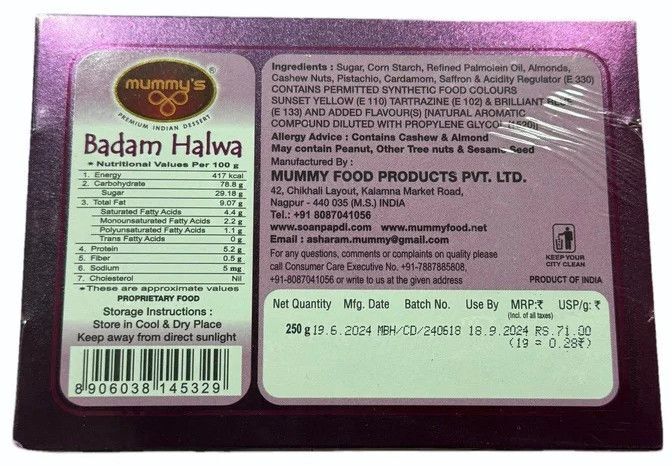 mummy's
PREMIUM INDIAN DESSERT
Badam Halwa
★ Nutritional Values Per 100 g
1. Energy 417 kcal
2. Carbohydrate 78.8 g
Sugar 29.18 g
3. Total Fat 9.07 g
Saturated Fatty Acids 4.4 g
Monounsaturated Fatty Acids 2.2 g
Polyunsaturated Fatty Acids 1.1 g
Trans Fatty Acids 0 g
4. Protein 5.2 g
5. Fiber 0.5 g
6. Sodium 5 mg
7. Cholesterol Nil
★These are approximate values
PROPRIETARY FOOD
Storage Instructions :
Store in Cool & Dry Place
Keep away from direct sunlight
8 906038 145329
Ingredients : Sugar, Corn Starch, Refined Palmolein Oil, Almonds,
Cashew Nuts, Pistachio, Cardamom, Saffron & Acidity Regulator (E 330)
CONTAINS PERMITTED SYNTHETIC FOOD COLOURS
SUNSET YELLOW (E 110) TARTRAZINE (E 102) & BRILLIANT BLUE
(E 133) AND ADDED FLAVOUR(S) [NATURAL AROMATIC
COMPOUND DILUTED WITH PROPYLENE GLYCOL
Allergy Advice : Contains Cashew & Almond
May contain Peanut, Other Tree nuts & Sesame Seed
Manufactured By :
MUMMY FOOD PRODUCTS PVT. LTD.
42, Chikhali Layout, Kalamna Market Road,
Nagpur - 440 035 (M.S.) INDIA
Tel.: +91 8087041056
www.soanpapdi.com www.mummyfood.net
Email : asharam.mummy@gmail.com
For any questions, comments or complaints on quality please
call Consumer Care Executive No. +91-7887885808,
+91-8087041056 or write to us at the given address
KEEP YOUR
CITY CLEAN
PRODUCT OF INDIA
Net Quantity Mfg. Date Batch No. Use By MRP:₹ USP/g: ₹
(Incl. of all taxes)
250 g 19.6.2024 MBH/CD/240618 18.9.2024 RS.71.00
(1g = 0.28₹)